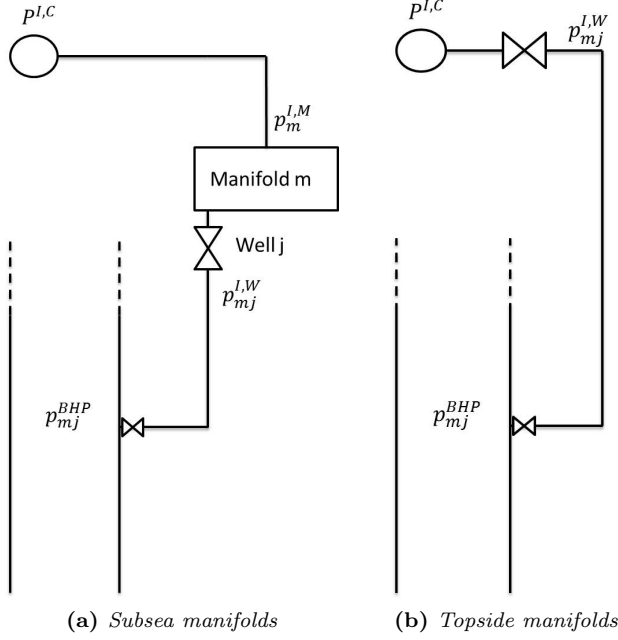 P^{I,C}
p_m^{I,M}
Manifold m
Well j
p_{mj}^{I,W}
p_{mj}^{BHP}
(a) Subsea manifolds
P^{I,C}
p_{mj}^{I,W}
p_{mj}^{BHP}
(b) Topside manifolds